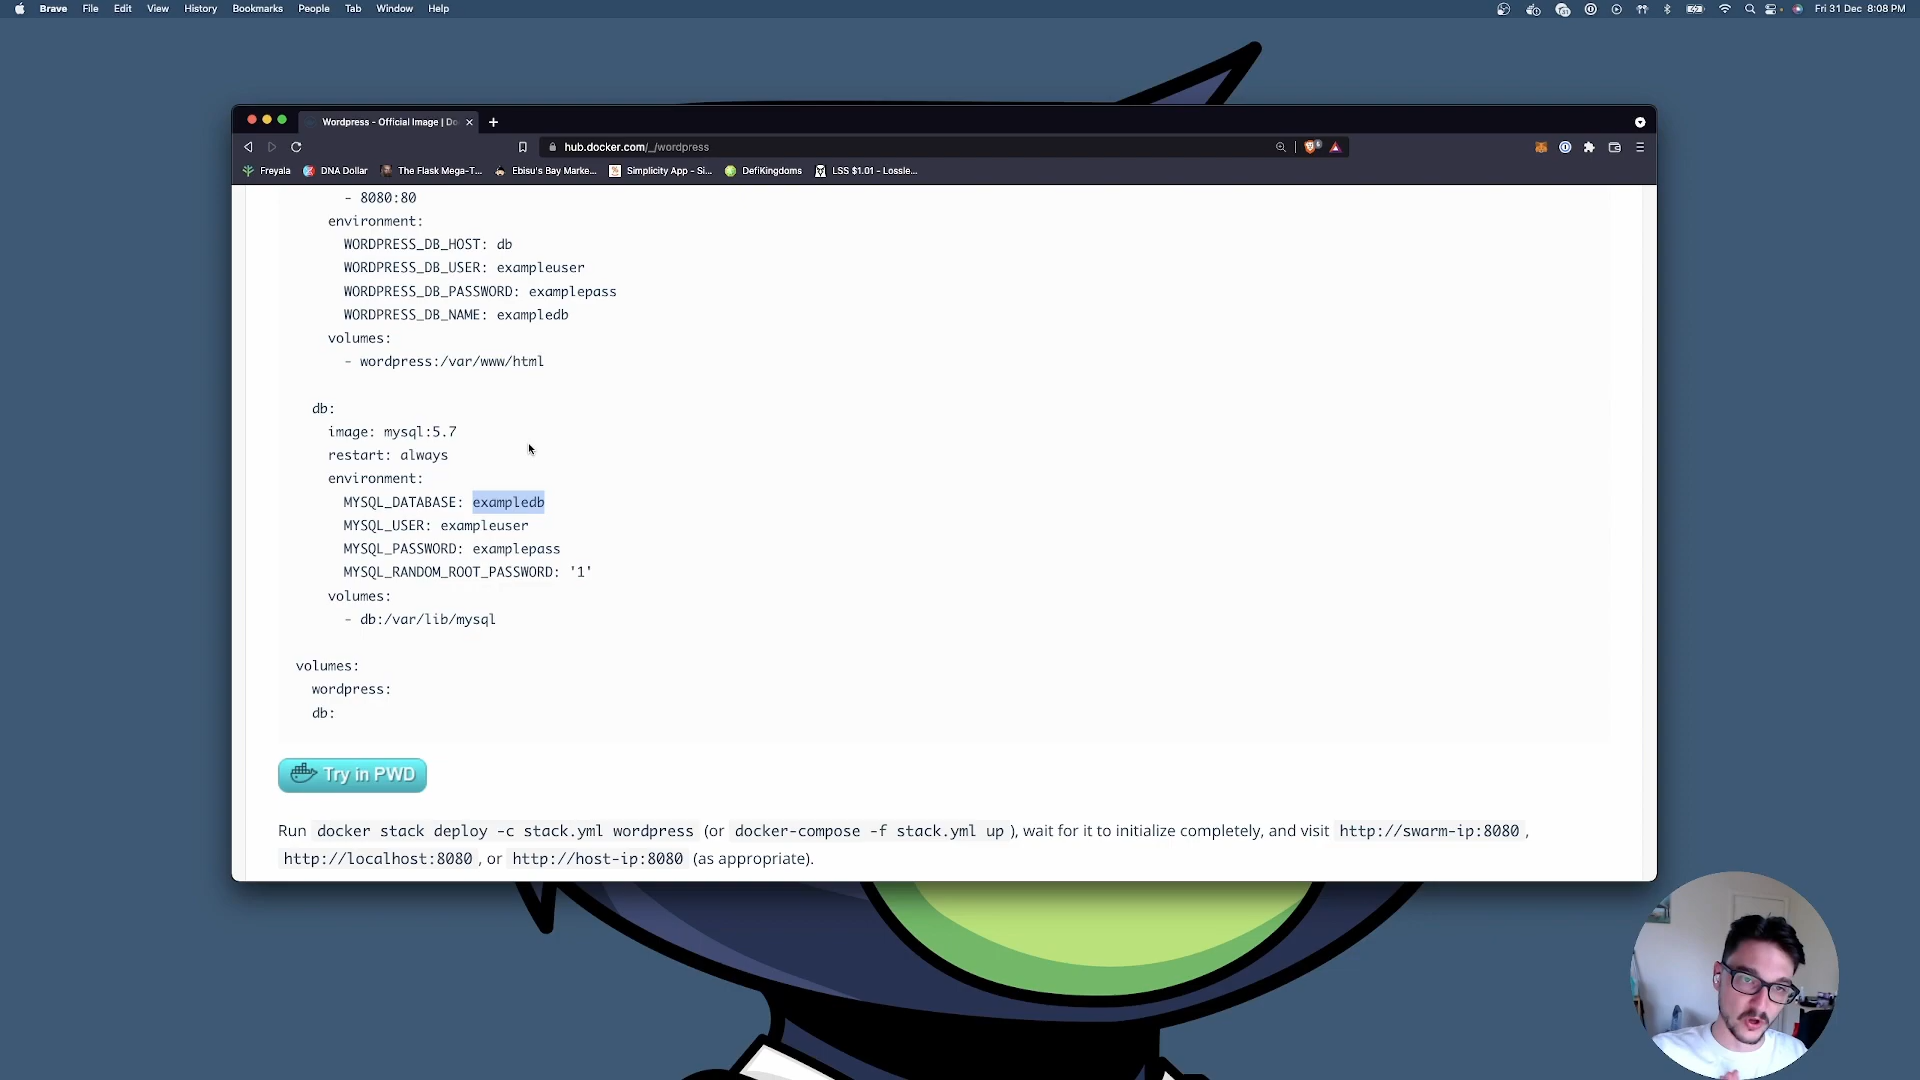 Brave File Edit View History Bookmarks People Tab Window Help Fri 31 Dec 8:08 PM
Wordpress - Official Image | Do
hub.docker.com/_/wordpress
Freyala DNA Dollar The Flask Mega-T... Ebisu's Bay Marke... Simplicity App - Si... DefiKingdoms LSS $1.01 - Lossle...
- 8080:80
environment:
WORDPRESS_DB_HOST: db
WORDPRESS_DB_USER: exampleuser
WORDPRESS_DB_PASSWORD: examplepass
WORDPRESS_DB_NAME: exampledb
volumes:
- wordpress:/var/www/html
db:
image: mysql:5.7
restart: always
environment:
MYSQL_DATABASE: exampledb
MYSQL_USER: exampleuser
MYSQL_PASSWORD: examplepass
MYSQL_RANDOM_ROOT_PASSWORD: '1'
volumes:
- db:/var/lib/mysql
volumes:
wordpress:
db:
Try in PWD
Run docker stack deploy -c stack.yml wordpress (or docker-compose -f stack.yml up ), wait for it to initialize completely, and visit http://swarm-ip:8080 ,
http://localhost:8080 , or http://host-ip:8080 (as appropriate).